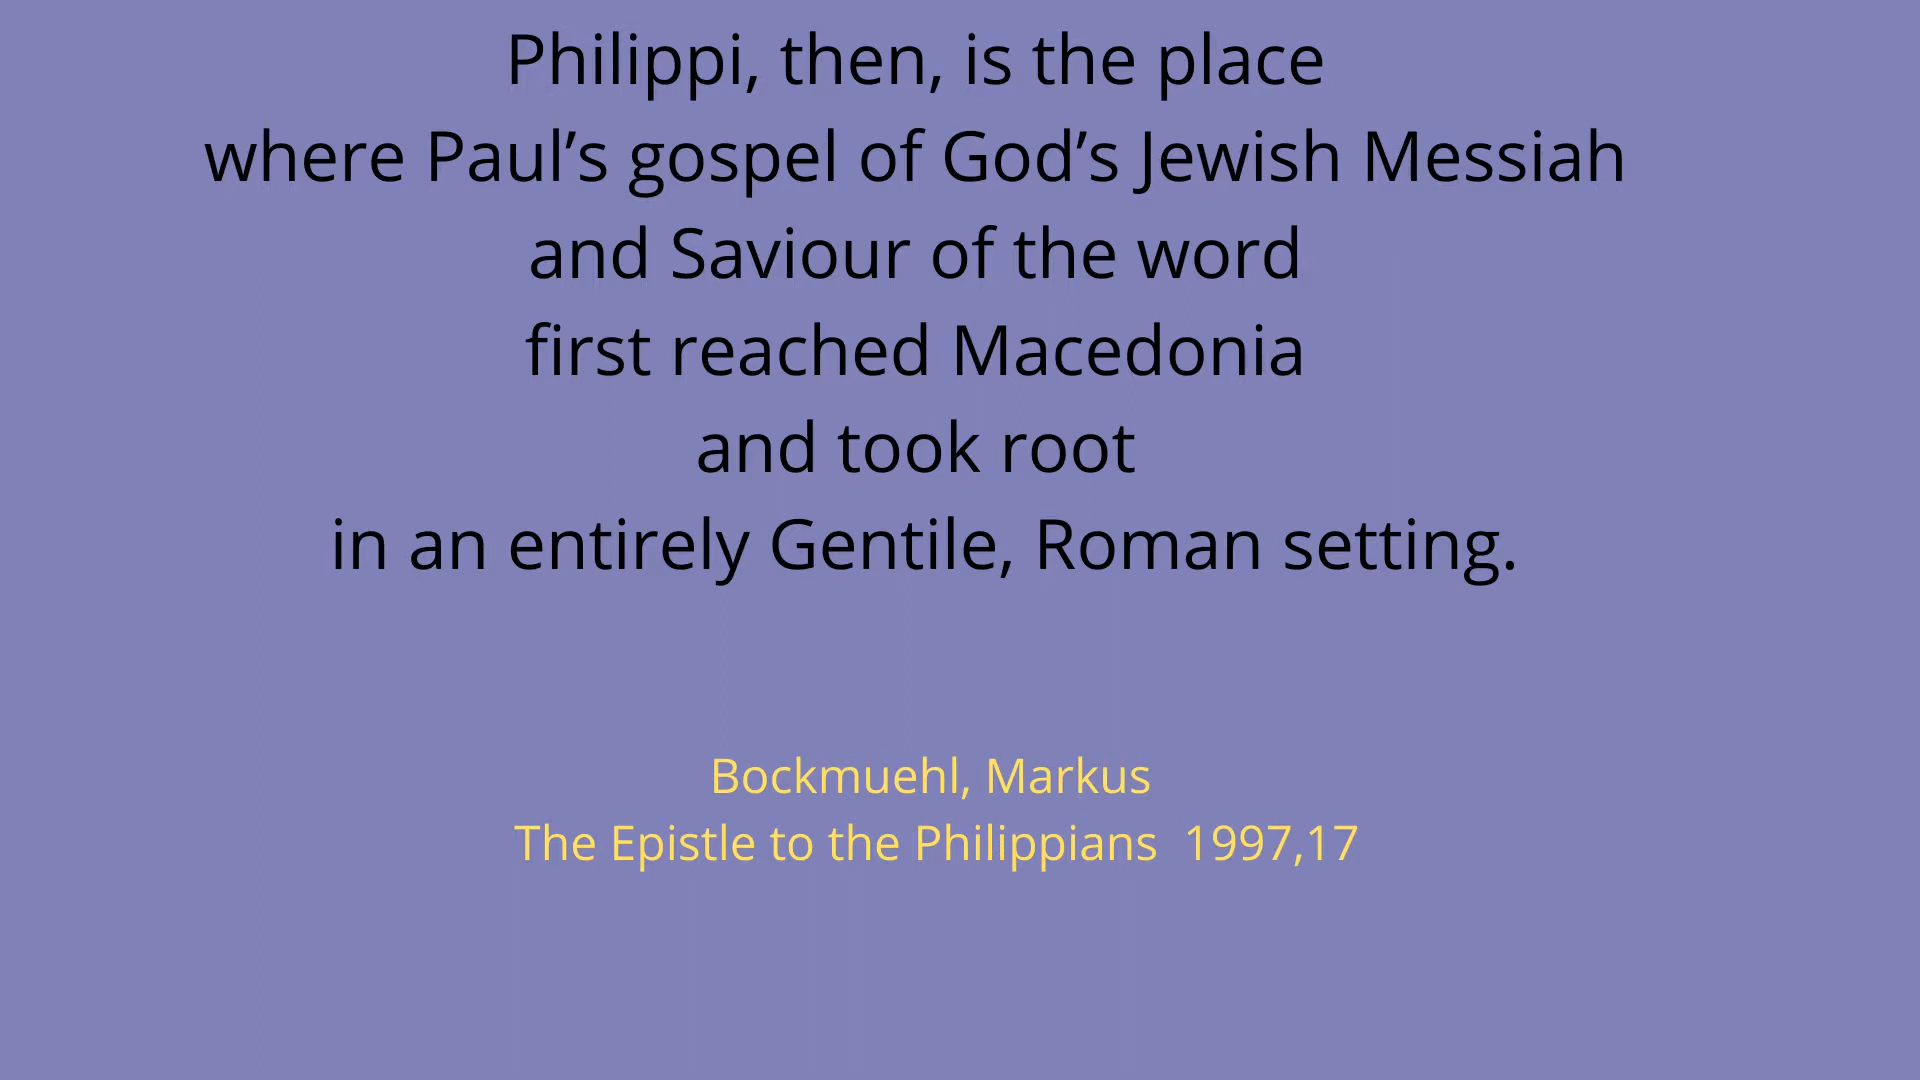 Philippi, then, is the place
where Paul’s gospel of God’s Jewish Messiah
and Saviour of the word
first reached Macedonia
and took root
in an entirely Gentile, Roman setting.
Bockmuehl, Markus
The Epistle to the Philippians  1997,17